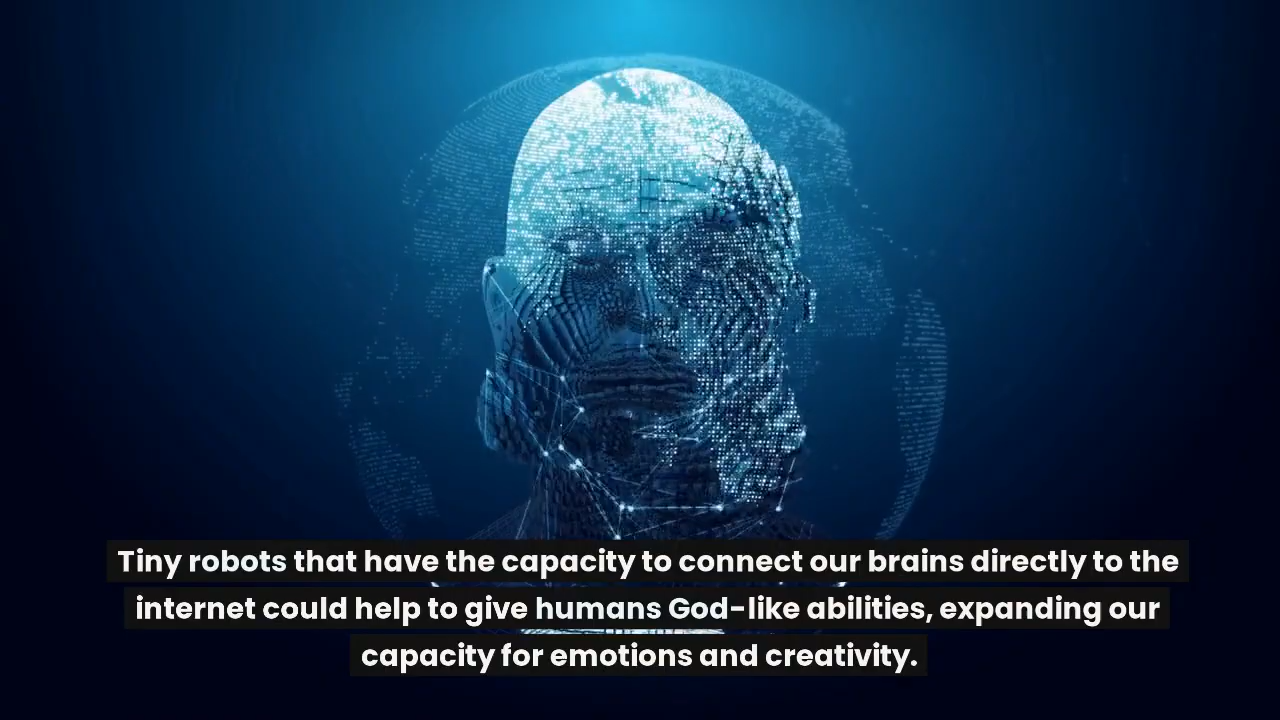 Tiny robots that have the capacity to connect our brains directly to the
internet could help to give humans God-like abilities, expanding our
capacity for emotions and creativity.